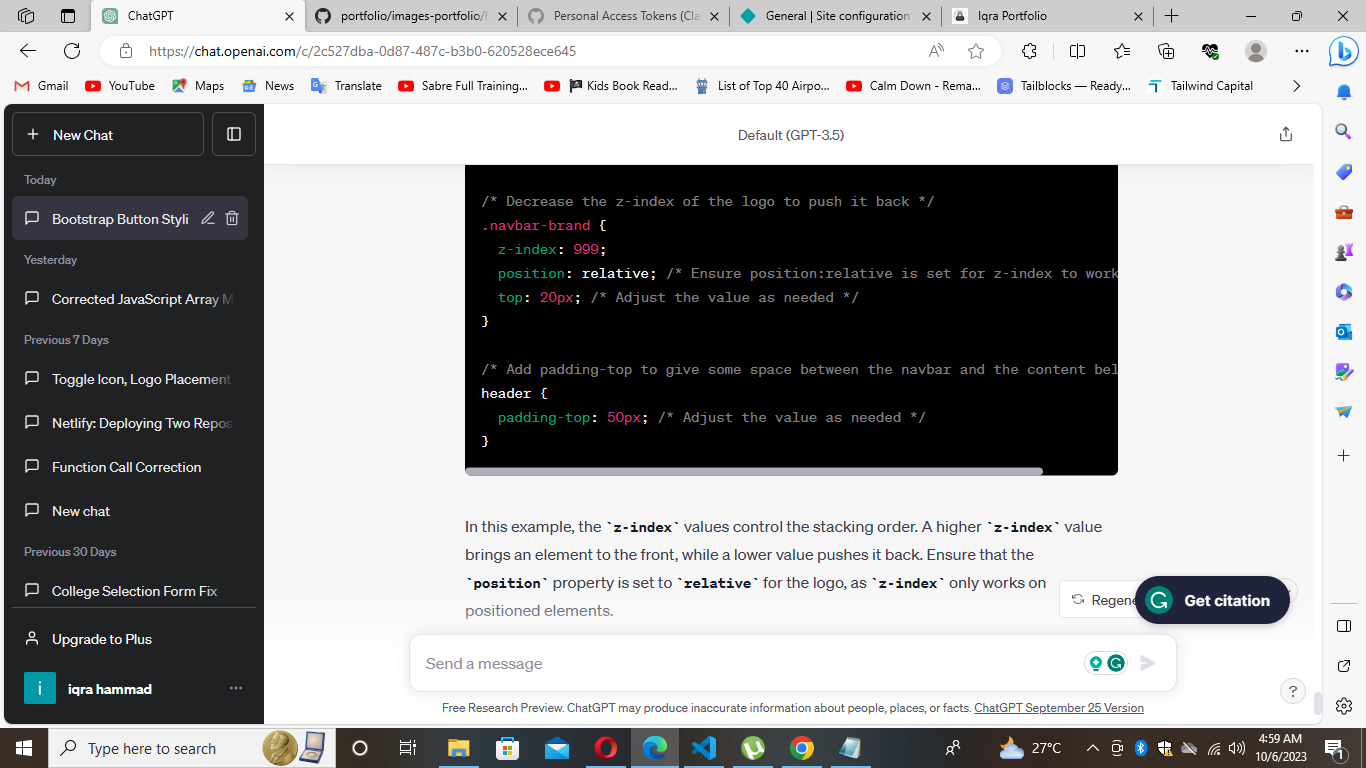 ChatGPT
portfolio/images-portfolio/
Personal Access Tokens (Cla
General | Site configuration
Iqra Portfolio
https://chat.openai.com/c/2c527dba-0d87-487c-b3b0-620528ece645
Gmail
YouTube
Maps
News
Translate
Sabre Full Training...
Kids Book Read...
List of Top 40 Airpo...
Calm Down - Rema...
Tailblocks — Ready...
Tailwind Capital
New Chat
Default (GPT-3.5)
Today
Bootstrap Button Styli
Yesterday
Corrected JavaScript Array M
Previous 7 Days
Toggle Icon, Logo Placement
Netlify: Deploying Two Repos
Function Call Correction
New chat
Previous 30 Days
College Selection Form Fix
Upgrade to Plus
i
iqra hammad
/* Decrease the z-index of the logo to push it back */
.navbar-brand {
z-index: 999;
position: relative; /* Ensure position:relative is set for z-index to work
top: 20px; /* Adjust the value as needed */
}
/* Add padding-top to give some space between the navbar and the content bel
header {
padding-top: 50px; /* Adjust the value as needed */
}
In this example, the `z-index` values control the stacking order. A higher `z-index` value
brings an element to the front, while a lower value pushes it back. Ensure that the
`position` property is set to `relative` for the logo, as `z-index` only works on
positioned elements.
Regene
Get citation
Send a message
Free Research Preview. ChatGPT may produce inaccurate information about people, places, or facts. ChatGPT September 25 Version
?
Type here to search
27°C
4:59 AM
10/6/2023
1